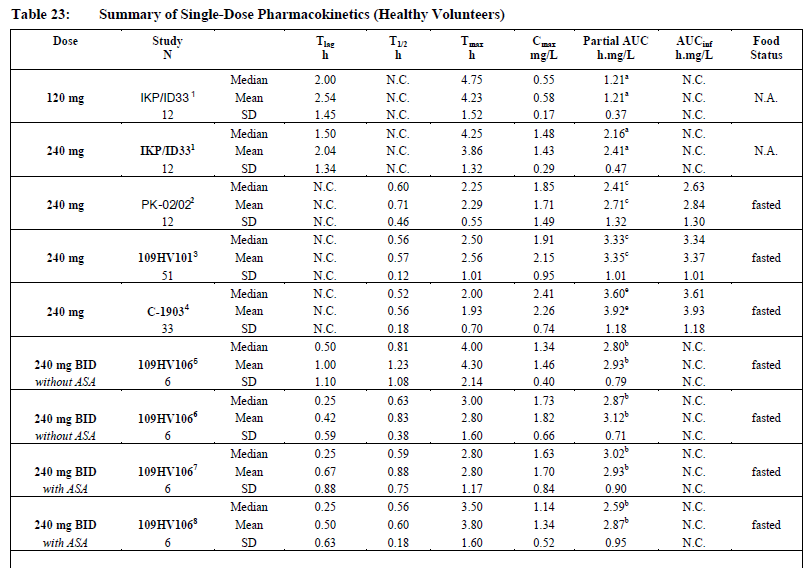 Table 23: Summary of Single-Dose Pharmacokinetics (Healthy Volunteers)
Dose Study Tlag T1/2 Tmax Cmax Partial AUC AUCinf Food
N h h h mg/L h.mg/L h.mg/L Status
Median 2.00 N.C. 4.75 0.55 1.21ᵃ N.C.
120 mg IKP/ID33 ¹ Mean 2.54 N.C. 4.23 0.58 1.21ᵃ N.C. N.A.
12 SD 1.45 N.C. 1.52 0.17 0.37 N.C.
Median 1.50 N.C. 4.25 1.48 2.16ᵃ N.C.
240 mg IKP/ID33¹ Mean 2.04 N.C. 3.86 1.43 2.41ᵃ N.C. N.A.
12 SD 1.34 N.C. 1.32 0.29 0.47 N.C.
Median N.C. 0.60 2.25 1.85 2.41ᶜ 2.63
240 mg PK-02/02² Mean N.C. 0.71 2.29 1.71 2.71ᶜ 2.84 fasted
12 SD N.C. 0.46 0.55 1.49 1.32 1.30
Median N.C. 0.56 2.50 1.91 3.33ᶜ 3.34
240 mg 109HV101³ Mean N.C. 0.57 2.56 2.15 3.35ᶜ 3.37 fasted
51 SD N.C. 0.12 1.01 0.95 1.01 1.01
Median N.C. 0.52 2.00 2.41 3.60ᵉ 3.61
240 mg C-1903⁴ Mean N.C. 0.56 1.93 2.26 3.92ᵉ 3.93 fasted
33 SD N.C. 0.18 0.70 0.74 1.18 1.18
Median 0.50 0.81 4.00 1.34 2.80ᵇ N.C.
240 mg BID 109HV106⁵ Mean 1.00 1.23 4.30 1.46 2.93ᵇ N.C. fasted
without ASA 6 SD 1.10 1.08 2.14 0.40 0.79 N.C.
Median 0.25 0.63 3.00 1.73 2.87ᵇ N.C.
240 mg BID 109HV106⁶ Mean 0.42 0.83 2.80 1.82 3.12ᵇ N.C. fasted
without ASA 6 SD 0.59 0.38 1.60 0.66 0.71 N.C.
Median 0.25 0.59 2.80 1.63 3.02ᵇ N.C.
240 mg BID 109HV106⁷ Mean 0.67 0.88 2.80 1.70 2.93ᵇ N.C. fasted
with ASA 6 SD 0.88 0.75 1.17 0.84 0.90 N.C.
Median 0.25 0.56 3.50 1.14 2.59ᵇ N.C.
240 mg BID 109HV106⁸ Mean 0.50 0.60 3.80 1.34 2.87ᵇ N.C. fasted
with ASA 6 SD 0.63 0.18 1.60 0.52 0.95 N.C.